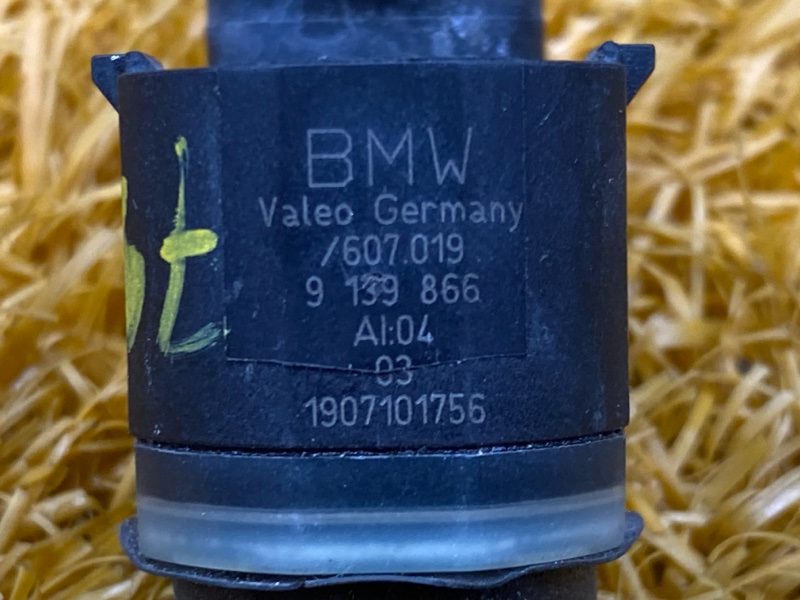 BMW
Valeo Germany
/607.019
9 139 866
AI:04
03
1907101756